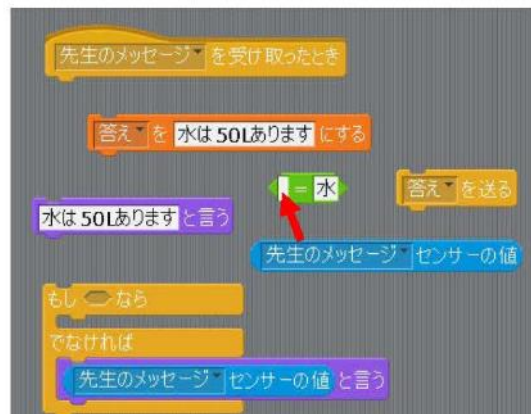 先生のメッセージ を受け取ったとき
答え を 水は 50Lあります にする
= 水
答え を送る
水は 50Lあります と言う
先生のメッセージ センサーの値
もし なら
でなければ
先生のメッセージ センサーの値 と言う